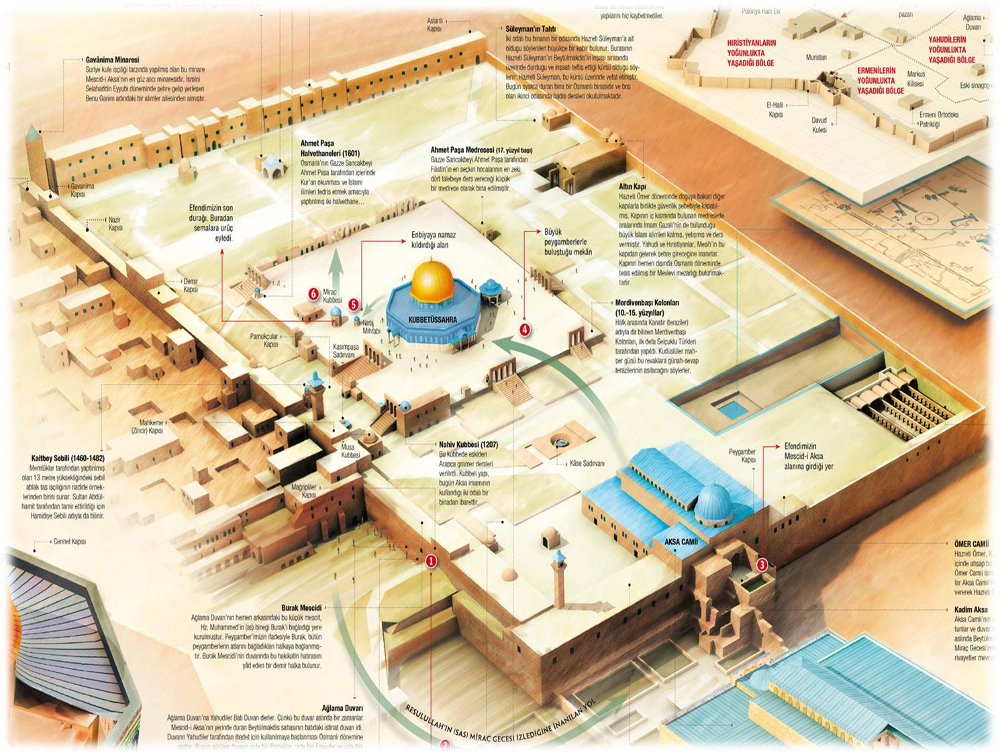 yapılarını hiç kaybetmediler.
Polonya Hacı Evi
pazarı
Ağlama
Duvarı
Aslanlı
Kapısı
Süleyman'ın Tahtı
İki odalı bu binanın bir odasında Hazreti Süleyman'a ait
olduğu söylenilen büyükçe bir kabir bulunur. Burasının
Hazreti Süleyman'ın Beytülmakdis'in inşası sırasında
üzerinde durduğu ve inşaatı teftiş ettiği kürsü olduğu söy-
lenir. Hazreti Süleyman, bu kürsü üzerinde vefat etmiştir.
Bugün ayakta duran bina bir Osmanlı binasıdır ve boş
olan ikinci odasında hadis dersleri okutulmaktadır.
HIRİSTİYANLARIN
YOĞUNLUKTA
YAŞADIĞI BÖLGE
Muristan
YAHUDİLERİN
YOĞUNLUKTA
YAŞADIĞI BÖLGE
ERMENİLERİN
YOĞUNLUKTA
YAŞADIĞI BÖLGE
Markus
Kilisesi
Eski sinagog
El-Halil
Kapısı
Davud
Kulesi
Ermeni Ortodoks
Patrikliği
Gavânima Minaresi
Suriye kule işçiliği tarzında yapılmış olan bu minare
Mescid-i Aksa'nın en göz alıcı minaresidir. İsmini
Selahaddin Eyyubi döneminde şehre gelip yerleşen
Benu Ganim adındaki bir alimler ailesinden almıştır.
Ahmet Paşa
Halvethaneleri (1601)
Osmanlı'nın Gazze Sancakbeyi
Ahmet Paşa tarafından içlerinde
Kur'an okunması ve İslami
ilimleri tedris etmek amacıyla
yaptırılmış iki halvethane…
Ahmet Paşa Medresesi (17. yüzyıl başı)
Gazze Sancakbeyi Ahmet Paşa tarafından
Filistin'in en seçkin hocalarının en zeki
dört talebeye ders vereceği küçük
bir medrese olarak bina edilmiştir.
Altın Kapı
Hazreti Ömer döneminde doğuya bakan diğer
kapılarla birlikte güvenlik sebebiyle kapatıl-
mış. Kapının iç kısmında bulunan medresede
aralarında İmam Gazali'nin de bulunduğu
büyük İslam alimleri kalmış, yetişmiş ve ders
vermiştir. Yahudi ve Hıristiyanlar, Mesih'in bu
kapıdan gelerek şehre gireceğine inanırlar.
Kapının hemen dışında Osmanlı döneminde
tesis edilmiş bir Mevlevi mezarlığı bulunmak-
tadır.
Gavanima
Kapısı
Nazir
Kapısı
Efendimizin son
durağı. Buradan
semalara urûç
eyledi.
Enbiyaya namaz
kıldırdığı alan
Büyük
peygamberlerle
buluştuğu mekân
Demir
Kapısı
6
Miraç
Kubbesi
5
Nebi
Mihrabı
KUBBETÜSSAHRA
4
Merdivenbaşı Kolonları
(10.-15. yüzyıllar)
Halk arasında Kanatir (teraziler)
adıyla da bilinen Merdivenbaşı
Kolonları, ilk defa Selçuklu Türkleri
tarafından yapıldı. Kudüslüler mah-
şer günü bu revaklara günah-sevap
terazilerinin asılacağını söylerler.
Pamukçular
Kapısı
Kasımpaşa
Şadırvanı
Mahkeme
(Zincir) Kapısı
Musa
Kubbesi
Kaitbey Sebili (1460-1482)
Memlüklar tarafından yaptırılmış
olan 13 metre yüksekliğindeki sebil
ablak taş işçiliğinin nadide örnek-
lerinden birini sunar. Sultan Abdül-
hamit tarafından tamir ettirildiği için
Hamidiye Sebili adıyla da bilinir.
Nahiv Kubbesi (1207)
Bu kubbede eskiden
Arapça gramer dersleri
verilirdi. Kubbeli yapı,
bugün Aksa imamının
kullandığı iki odalı bir
binadan ibarettir.
Kâse Şadırvanı
Peygamber
Kapısı
Efendimizin
Mescid-i Aksa
alanına girdiği yer
Mağripliler
Kapısı
Cennet Kapısı
AKSA CAMİİ
1
3
ÖMER CAMİİ
Hazreti Ömer,
içinde ahşap bir
Ömer Camii
lar Aksa Camii'
vererek Hazreti
Kadim Aksa
Aksa Camii'nin
tunlar ve duvar
aslında Beytül
Miraç Gecesi'n
rivayetler mevcu
Burak Mescidi
Ağlama Duvarı'nın hemen arkasındaki bu küçük mescit,
Hz. Muhammed'in (as) bineği Burak'ı bağladığı yere
kurulmuştur. Peygamber'imizin ifadesiyle Burak, bütün
peygamberlerin atlarını bağladıkları halkaya bağlanmış-
tır. Burak Mescidi'nin duvarında bu hakikatin hatırasını
yâd eden bir demir halka bulunur.
Ağlama Duvarı
Ağlama Duvarı'na Yahudiler Batı Duvarı derler. Çünkü bu duvar aslında bir zamanlar
Mescid-i Aksa'nın yerinde duran Beytülmakdis sahasının batıdaki istinat duvarı idi.
Duvarın Yahudiler tarafından ibadet için kullanılmaya başlanması Osmanlı dönemine
RESULULLAH'IN (SAS) MİRAÇ GECESİ İZLEDİĞİNE İNANILAN YOL
2